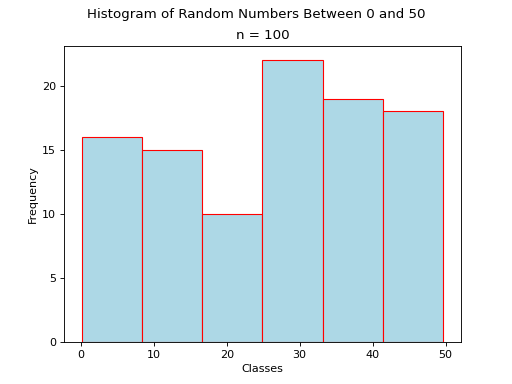 Histogram of Random Numbers Between 0 and 50
n = 100
20
15
10
5
0
Frequency
0 10 20 30 40 50
Classes